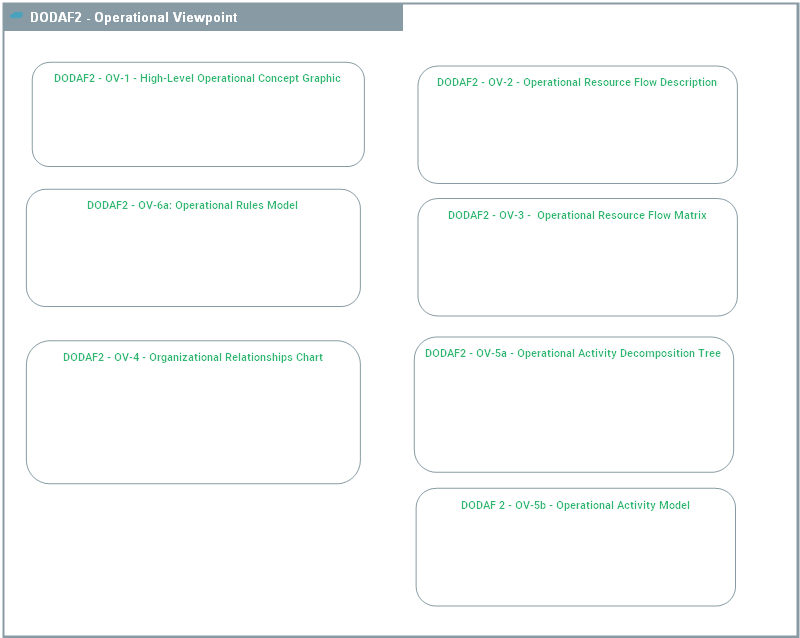 DODAF2 - Operational Viewpoint
DODAF2 - OV-1 - High-Level Operational Concept Graphic
DODAF2 - OV-2 - Operational Resource Flow Description
DODAF2 - OV-6a: Operational Rules Model
DODAF2 - OV-3 -  Operational Resource Flow Matrix
DODAF2 - OV-4 - Organizational Relationships Chart
DODAF2 - OV-5a - Operational Activity Decomposition Tree
DODAF 2 - OV-5b - Operational Activity Model